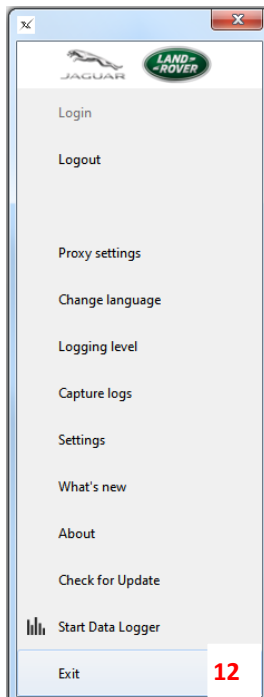 JAGUAR
LAND-
-ROVER
Login
Logout
Proxy settings
Change language
Logging level
Capture logs
Settings
What's new
About
Check for Update
Start Data Logger
Exit
12